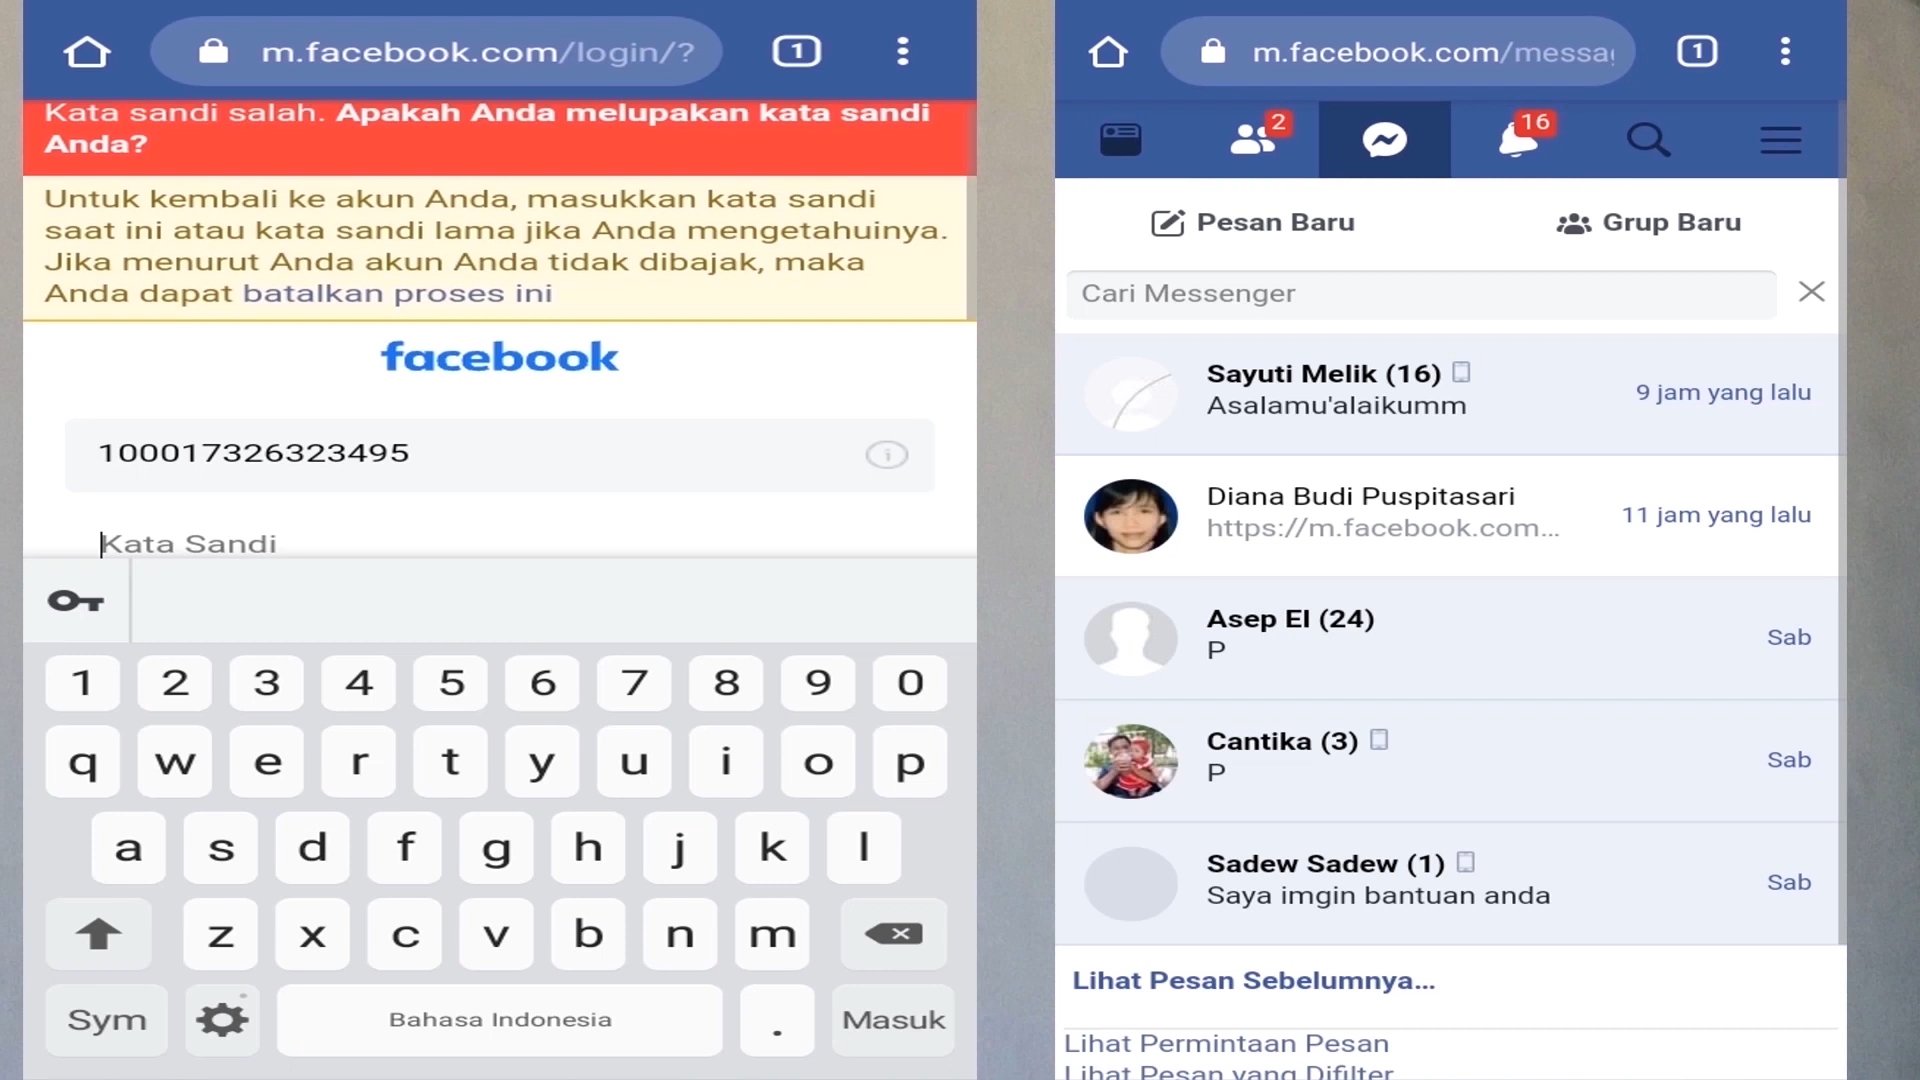 m.facebook.com/login/?
1
Kata sandi salah. Apakah Anda melupakan kata sandi
Anda?
Untuk kembali ke akun Anda, masukkan kata sandi
saat ini atau kata sandi lama jika Anda mengetahuinya.
Jika menurut Anda akun Anda tidak dibajak, maka
Anda dapat batalkan proses ini
facebook
100017326323495
Kata Sandi
1 2 3 4 5 6 7 8 9 0
q w e r t y u i o p
a s d f g h j k l
z x c v b n m
Sym Bahasa Indonesia . Masuk
m.facebook.com/messa
1
2
16
Pesan Baru
Grup Baru
Cari Messenger
Sayuti Melik (16)
Asalamu'alaikumm
9 jam yang lalu
Diana Budi Puspitasari
https://m.facebook.com...
11 jam yang lalu
Asep El (24)
P
Sab
Cantika (3)
P
Sab
Sadew Sadew (1)
Saya imgin bantuan anda
Sab
Lihat Pesan Sebelumnya...
Lihat Permintaan Pesan
Lihat Pesan yang Difilter